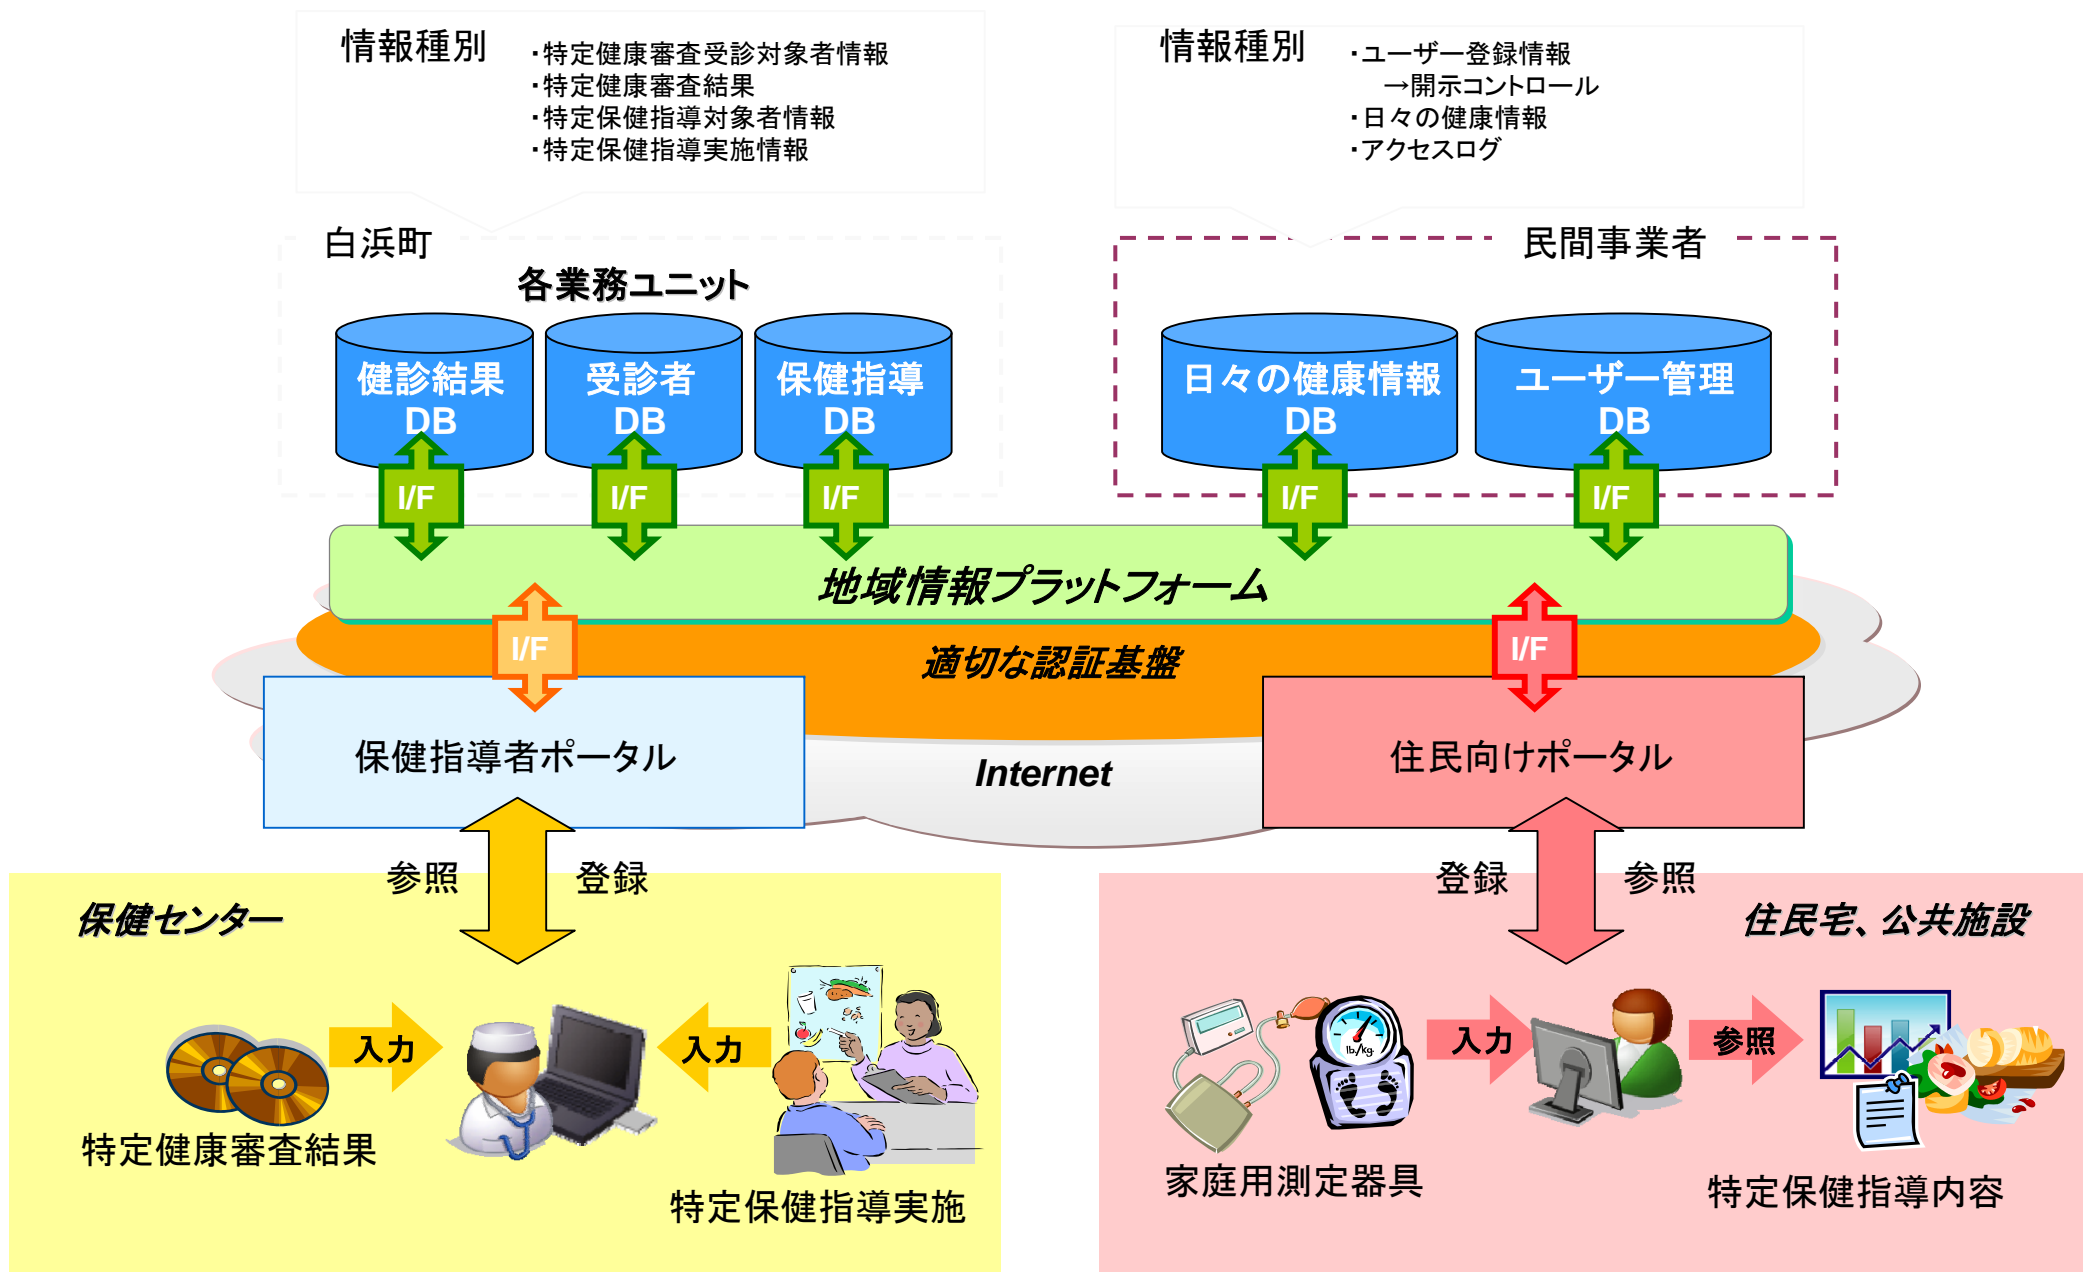 情報種別
・特定健康審査受診対象者情報
・特定健康審査結果
・特定保健指導対象者情報
・特定保健指導実施情報
情報種別
・ユーザー登録情報
→開示コントロール
・日々の健康情報
・アクセスログ
白浜町
各業務ユニット
民間事業者
健診結果
DB
受診者
DB
保健指導
DB
日々の健康情報
DB
ユーザー管理
DB
I/F
I/F
I/F
I/F
I/F
地域情報プラットフォーム
I/F
適切な認証基盤
I/F
保健指導者ポータル
Internet
住民向けポータル
参照
登録
登録
参照
保健センター
住民宅、公共施設
入力
入力
lb/kg.
入力
参照
特定健康審査結果
特定保健指導実施
家庭用測定器具
特定保健指導内容